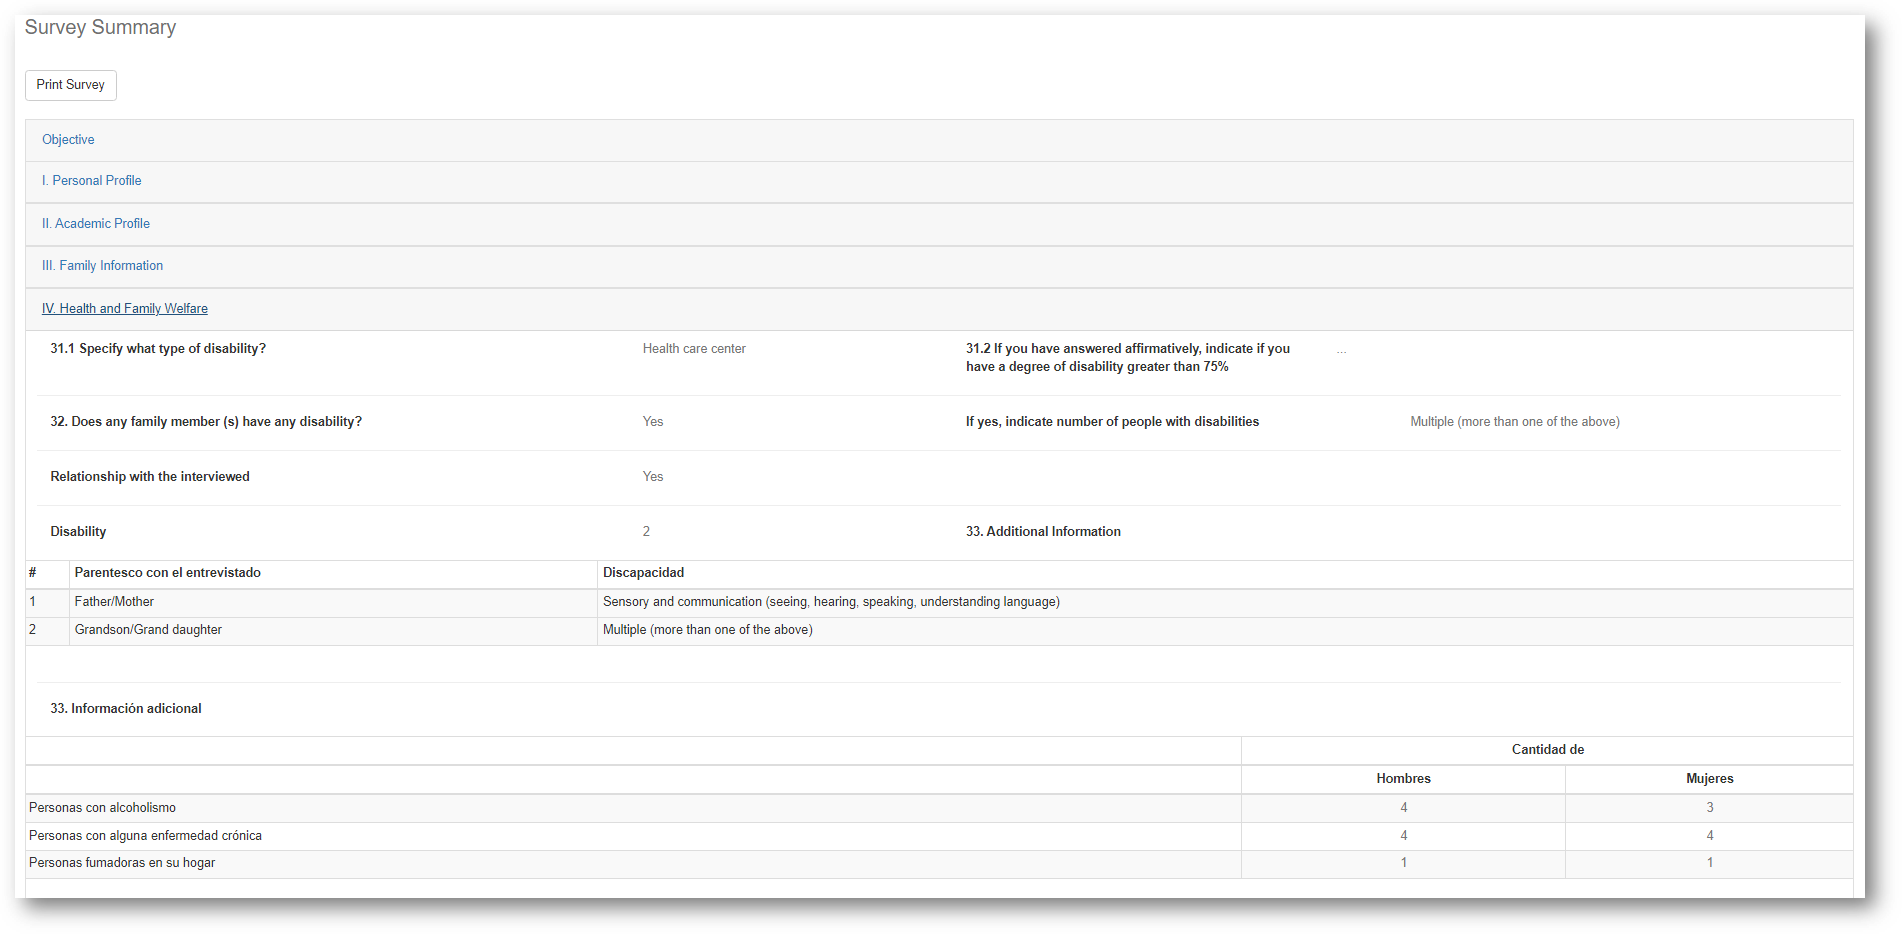 Survey Summary
Print Survey
Objective
I. Personal Profile
II. Academic Profile
III. Family Information
IV. Health and Family Welfare
31.1 Specify what type of disability? Health care center 31.2 If you have answered affirmatively, indicate if you ...
have a degree of disability greater than 75%
32. Does any family member (s) have any disability? Yes If yes, indicate number of people with disabilities Multiple (more than one of the above)
Relationship with the interviewed Yes
Disability 2 33. Additional Information
# Parentesco con el entrevistado Discapacidad
1 Father/Mother Sensory and communication (seeing, hearing, speaking, understanding language)
2 Grandson/Grand daughter Multiple (more than one of the above)
33. Información adicional
Cantidad de
Hombres Mujeres
Personas con alcoholismo 4 3
Personas con alguna enfermedad crónica 4 4
Personas fumadoras en su hogar 1 1